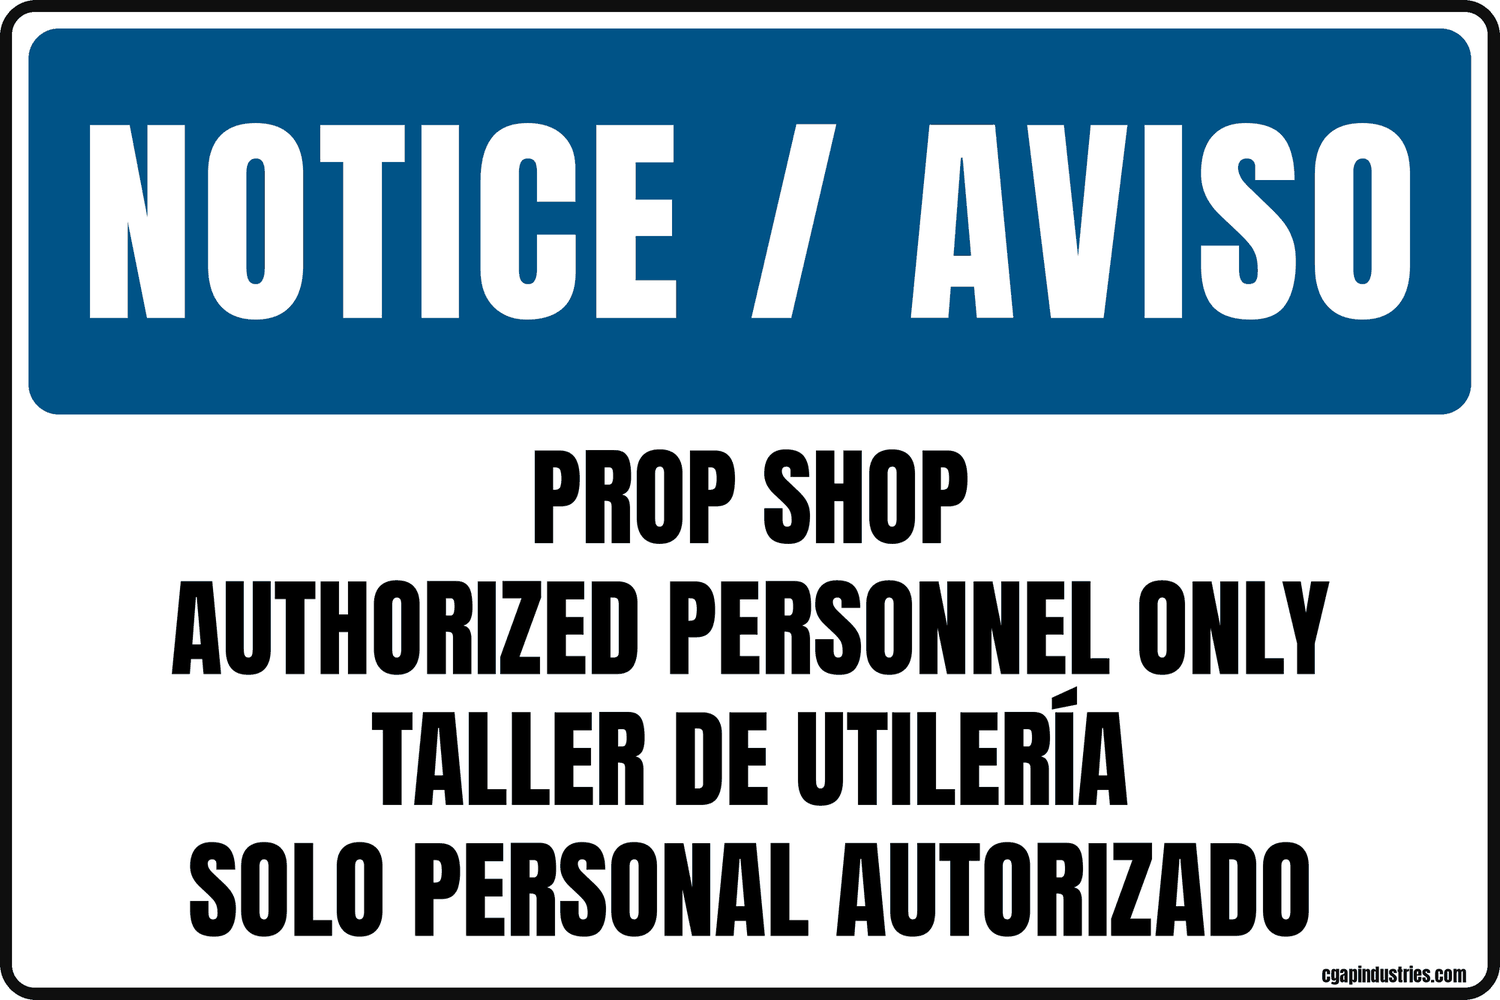 NOTICE / AVISO
PROP SHOP
AUTHORIZED PERSONNEL ONLY
TALLER DE UTILERÍA
SOLO PERSONAL AUTORIZADO
cgapindustries.com